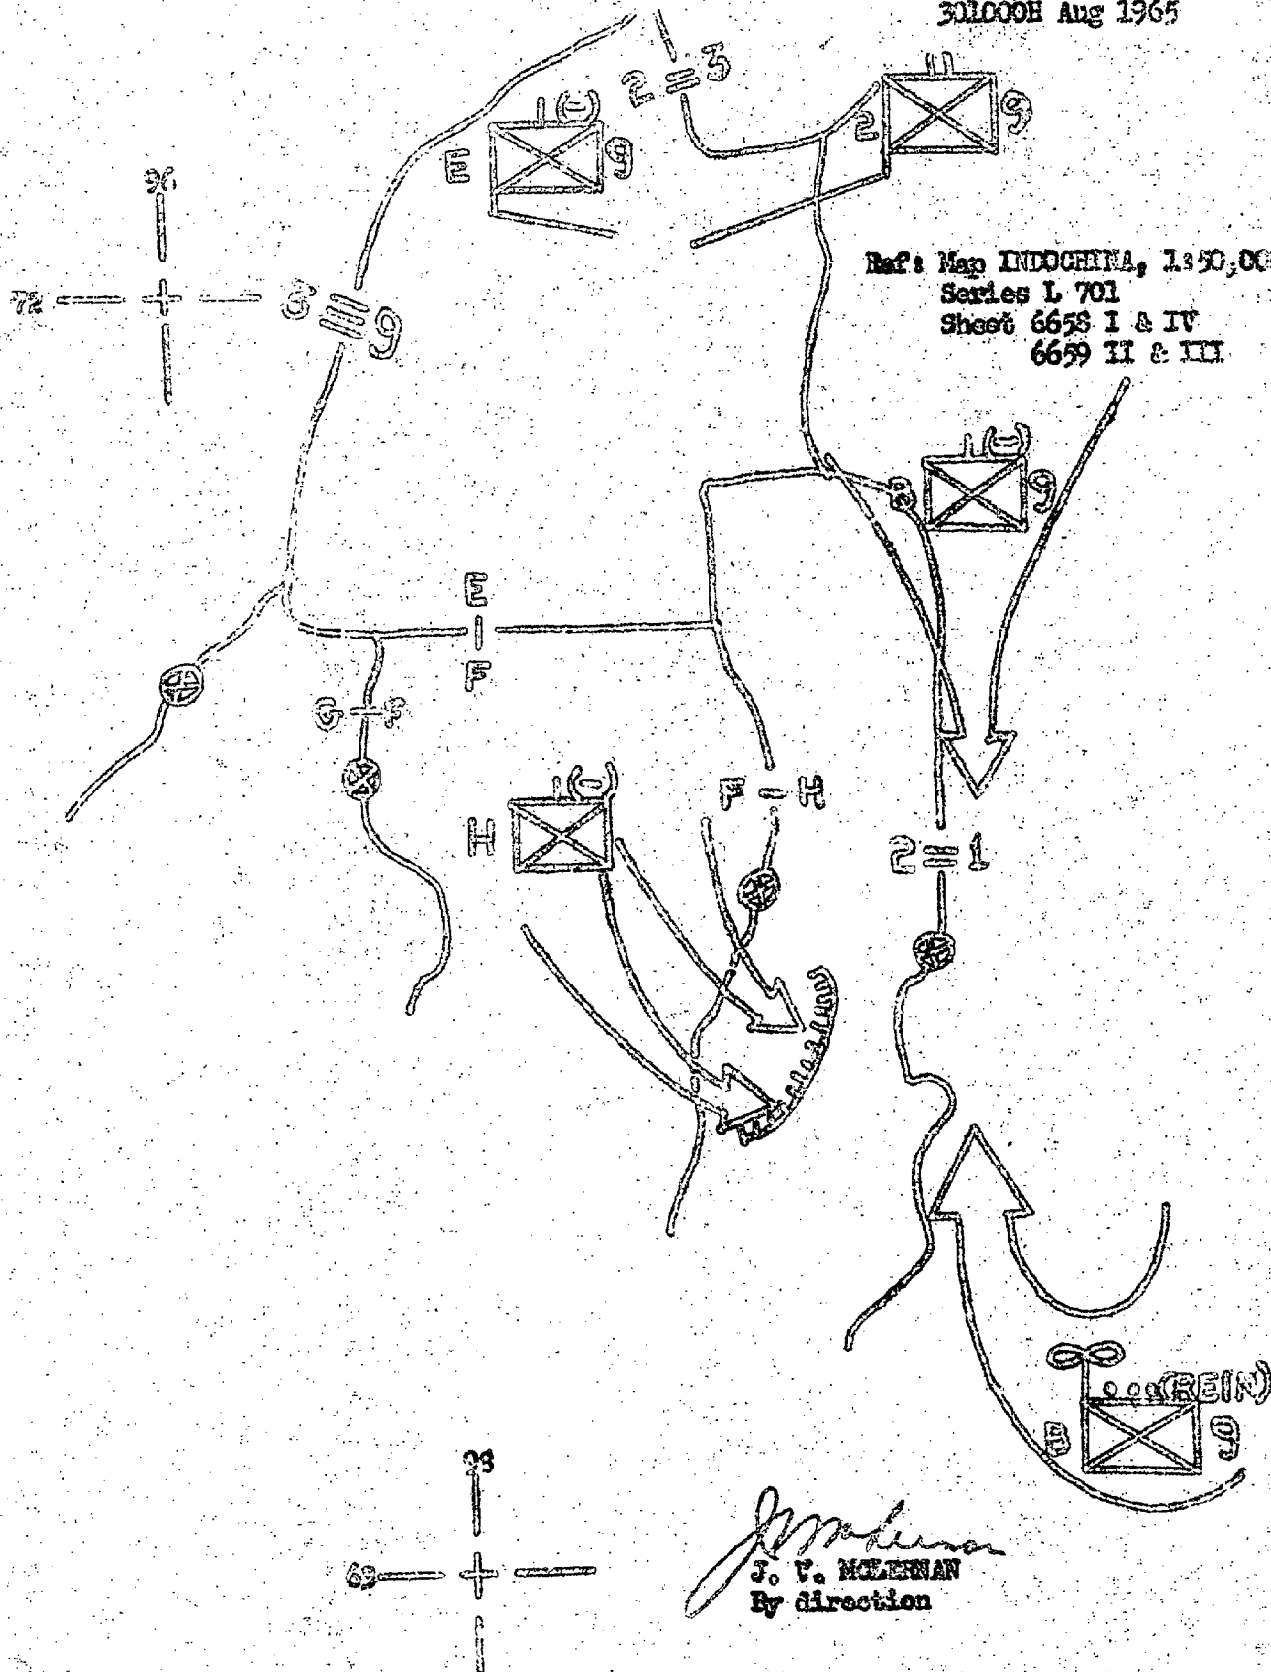 301000H Aug 1965
2 = 3
(-)
E 9
2 9
96
72
3 ≡ 9
Ref: Map INDOCHINA, 1:50,00
Series L 701
Sheet 6658 I & IV
6659 II & III
(-)
9
E
F
G - F
(-)
H
F - H
2 = 1
(REIN)
B 9
98
69
By direction